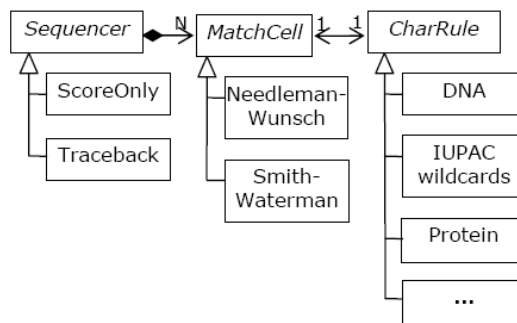 Sequencer
N
MatchCell
1
1
CharRule
ScoreOnly
Traceback
Needleman-
Wunsch
Smith-
Waterman
DNA
IUPAC
wildcards
Protein
...